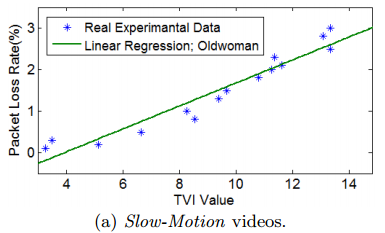 Real Experimantal Data
Linear Regression; Oldwoman
Packet Loss Rate(%)
3
2
1
0
4 6 8 10 12 14
TVI Value
(a) Slow-Motion videos.